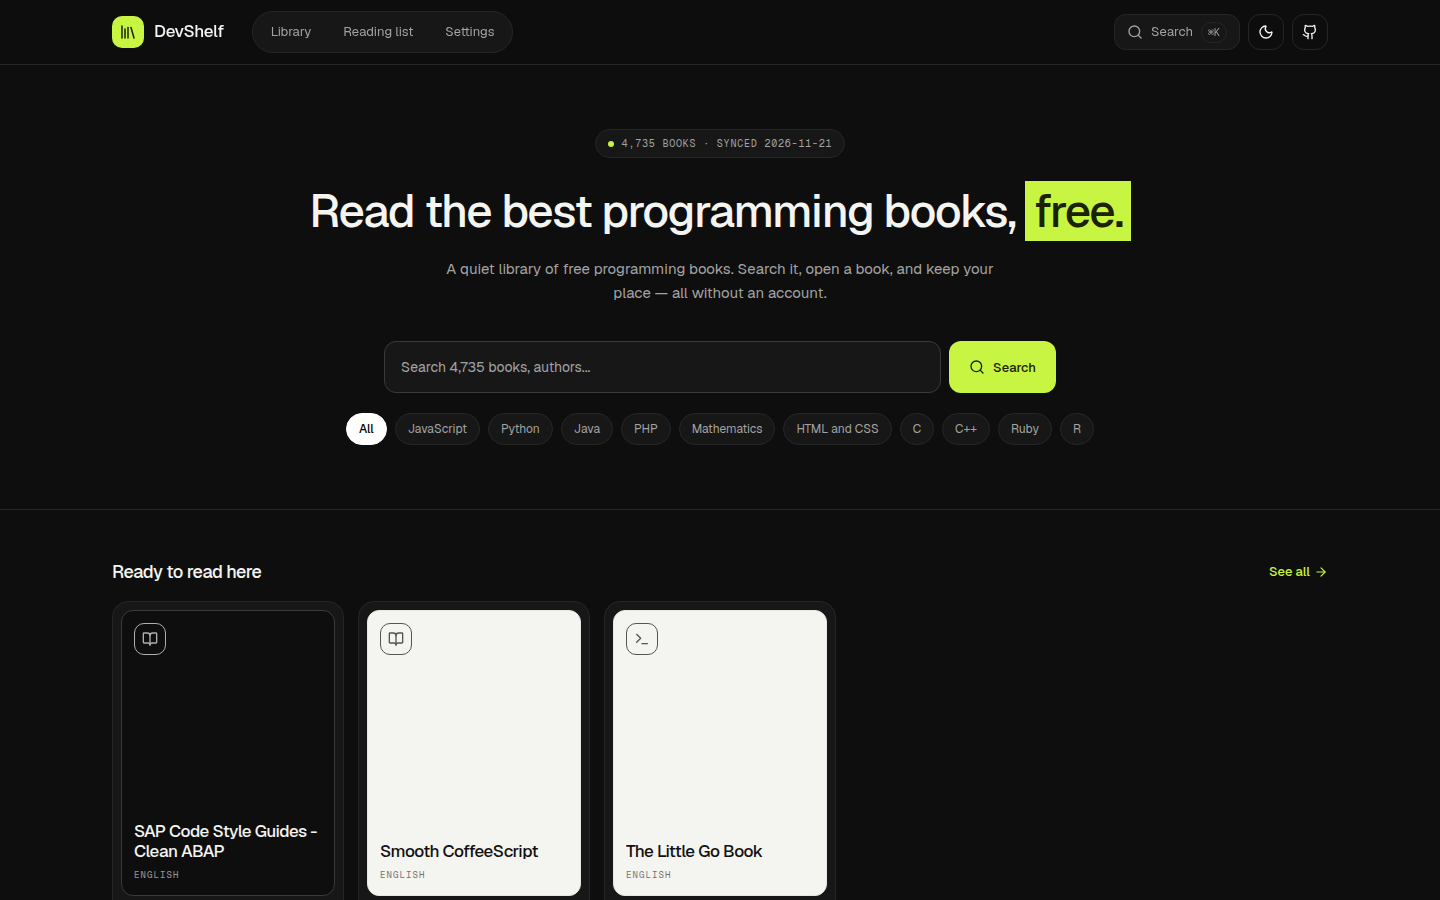 DevShelf
Library
Reading list
Settings
Search ⌘K
4,735 BOOKS · SYNCED 2026-11-21
Read the best programming books, free.
A quiet library of free programming books. Search it, open a book, and keep your
place — all without an account.
Search 4,735 books, authors...
Search
All
JavaScript
Python
Java
PHP
Mathematics
HTML and CSS
C
C++
Ruby
R
Ready to read here
See all →
SAP Code Style Guides -
Clean ABAP
ENGLISH
Smooth CoffeeScript
ENGLISH
The Little Go Book
ENGLISH